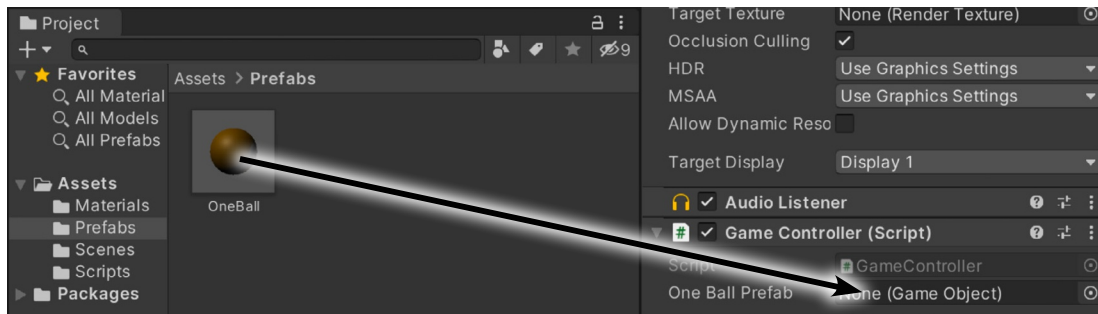 Project
9
Favorites
All Material
All Models
All Prefabs
Assets
Materials
Prefabs
Scenes
Scripts
Packages
Assets > Prefabs
OneBall
Target Texture None (Render Texture)
Occlusion Culling
HDR Use Graphics Settings
MSAA Use Graphics Settings
Allow Dynamic Reso
Target Display Display 1
Audio Listener
# Game Controller (Script)
Script # GameController
One Ball Prefab None (Game Object)